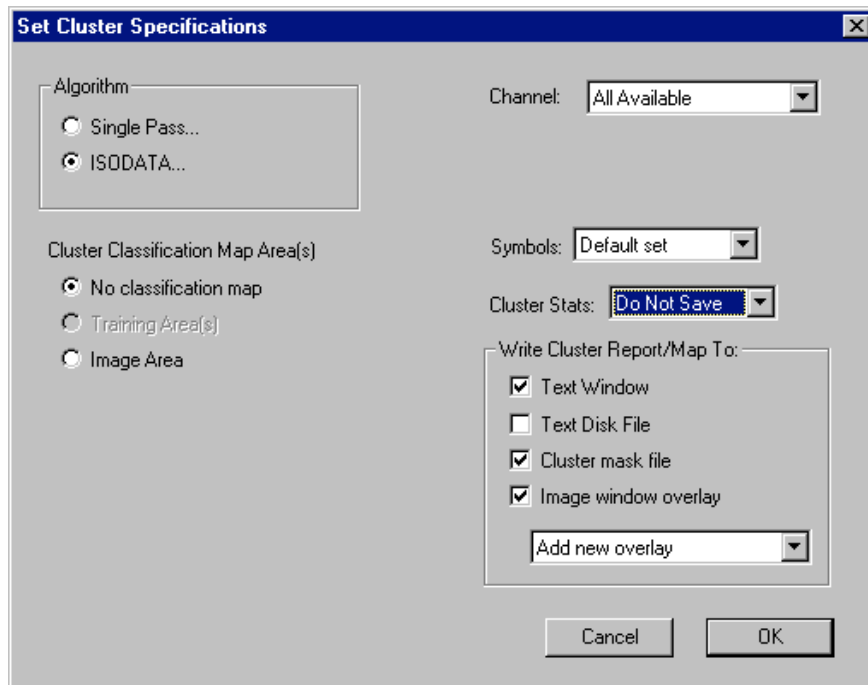 Set Cluster Specifications
Algorithm
Single Pass...
ISODATA...
Channel:
All Available
Cluster Classification Map Area(s)
No classification map
Training Area(s)
Image Area
Symbols:
Default set
Cluster Stats:
Do Not Save
Write Cluster Report/Map To:
Text Window
Text Disk File
Cluster mask file
Image window overlay
Add new overlay
Cancel
OK